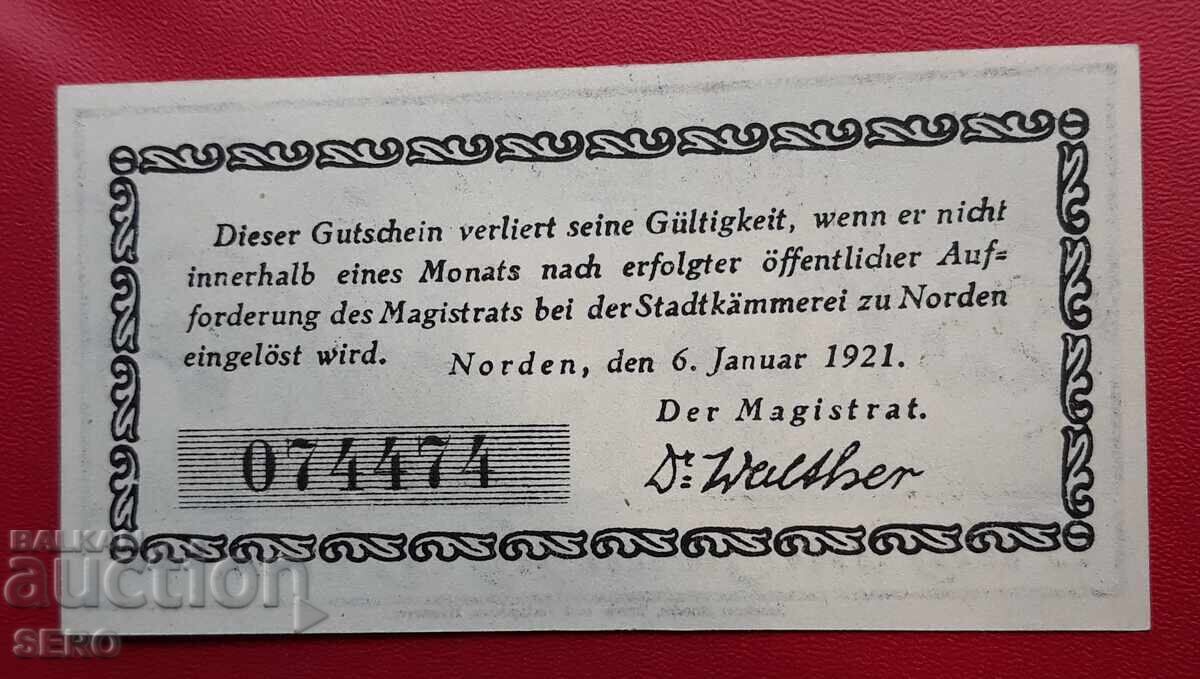 Dieser Gutschein verliert seine Gültigkeit, wenn er nicht
innerhalb eines Monats nach erfolgter öffentlicher Auf=
forderung des Magistrats bei der Stadtkämmerei zu Norden
eingelöst wird.
Norden, den 6. Januar 1921.
Der Magistrat.
074474
Dr. Walther
BALKAN
auction
SERO